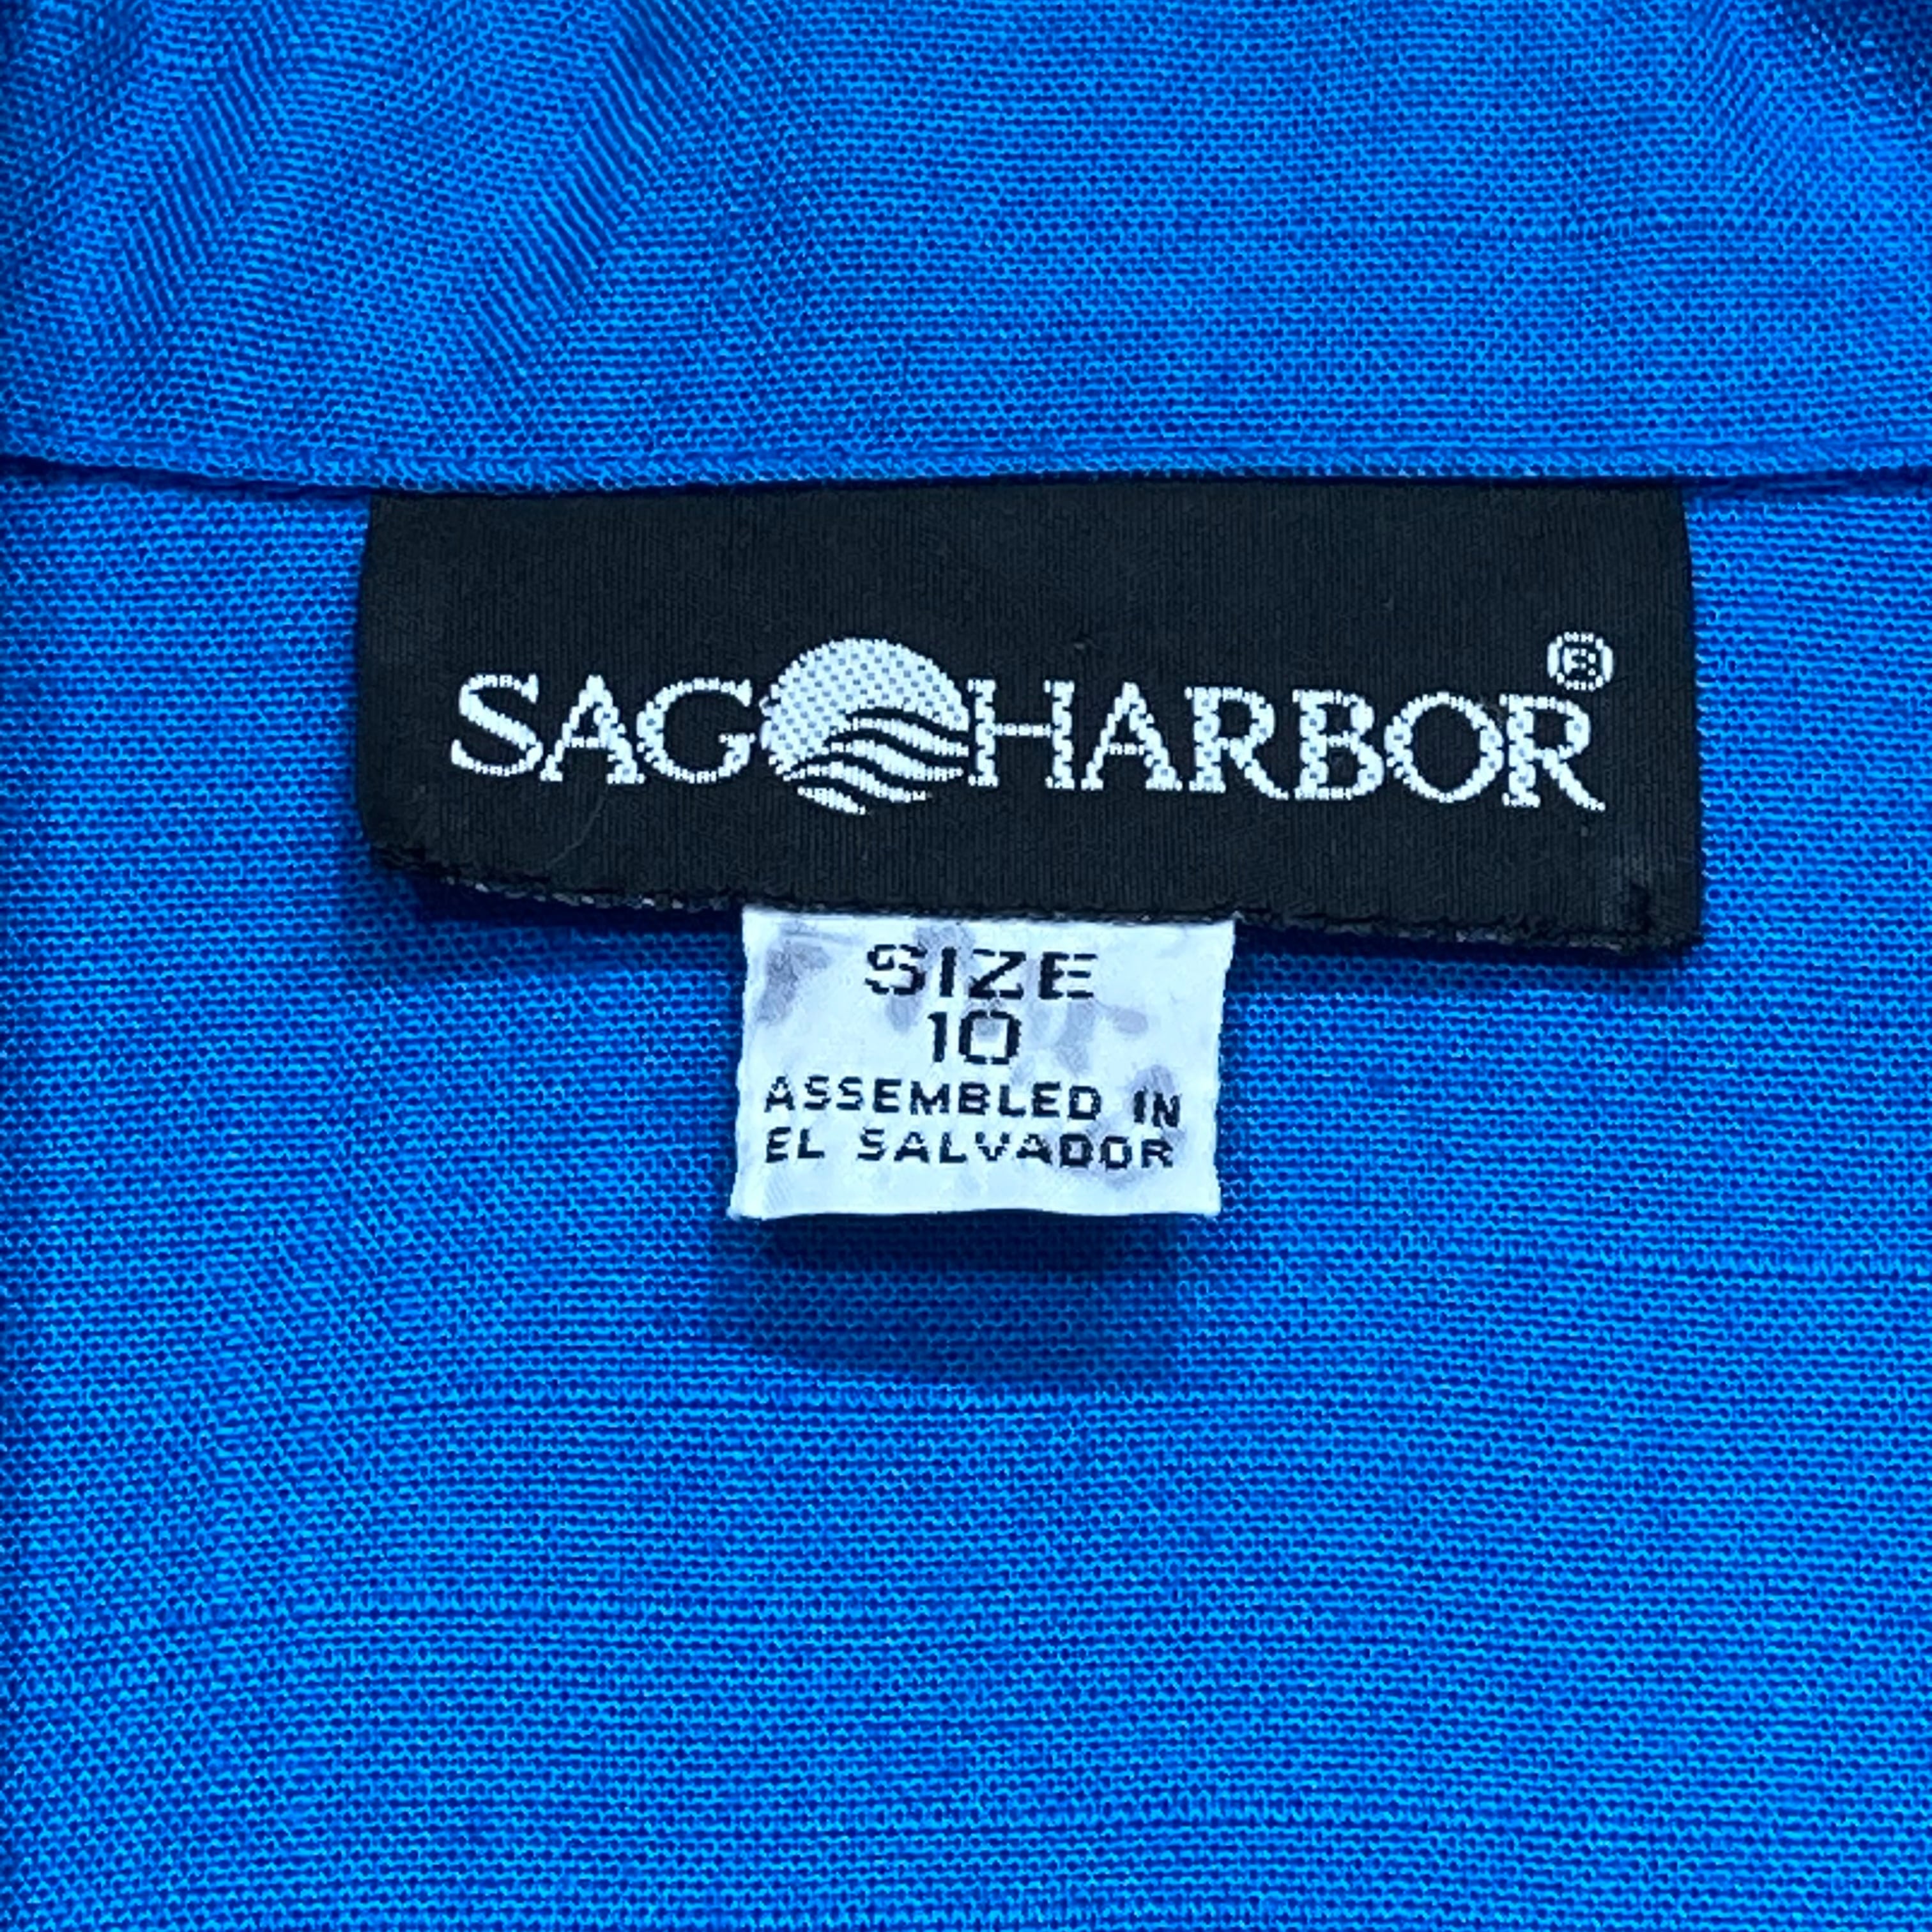 SAG HARBOR®
SIZE
10
ASSEMBLED IN
EL SALVADOR